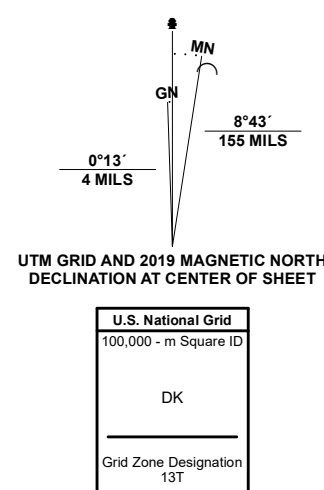 MN
GN
8°43´
155 MILS
0°13´
4 MILS
UTM GRID AND 2019 MAGNETIC NORTH
DECLINATION AT CENTER OF SHEET
U.S. National Grid
100,000 - m Square ID
DK
Grid Zone Designation
13T